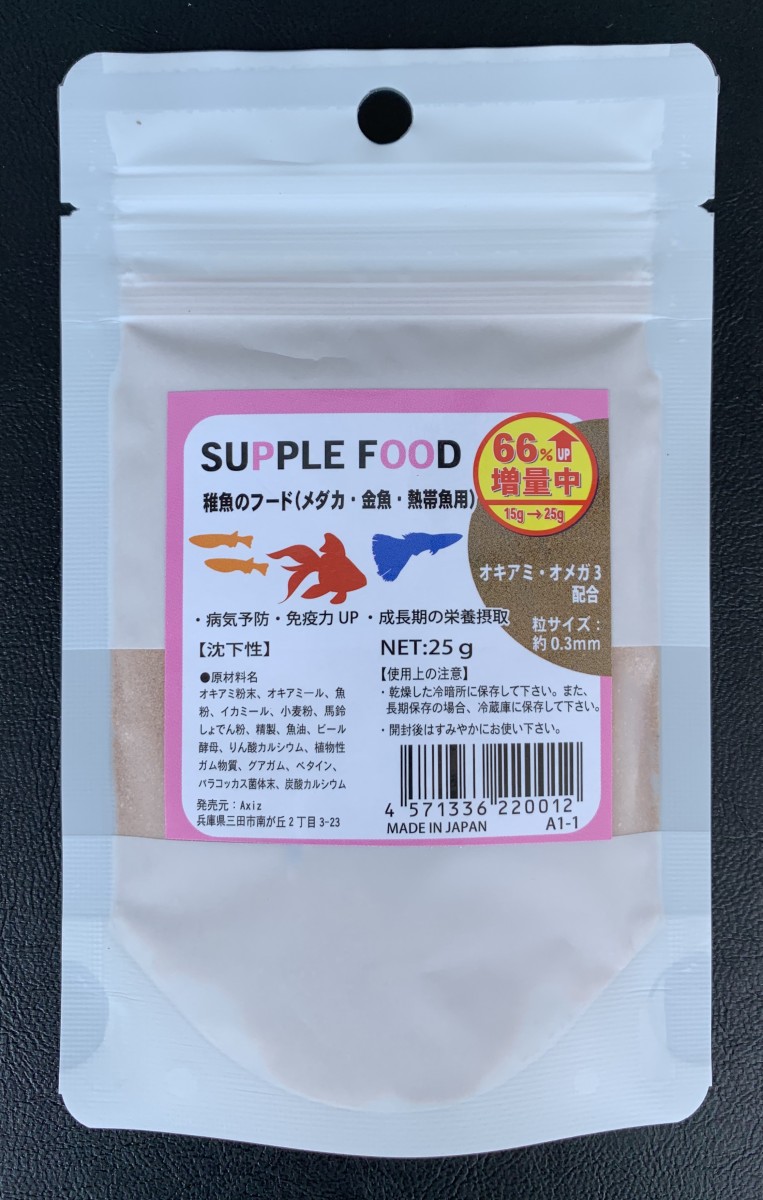 SUPPLE FOOD
稚魚のフード(メダカ・金魚・熱帯魚用)
66%UP
増量中
15g→25g
オキアミ・オメガ3
配合
粒サイズ：
約0.3mm
・病気予防・免疫力UP・成長期の栄養摂取
【沈下性】
NET:25g
●原材料名
オキアミ粉末、オキアミール、魚
粉、イカミール、小麦粉、馬鈴
しょでん粉、精製、魚油、ビール
酵母、りん酸カルシウム、植物性
ガム物質、グアガム、ベタイン、
パラコッカス菌体末、炭酸カルシウム
発売元：Axiz
兵庫県三田市南が丘2丁目3-23
【使用上の注意】
・乾燥した冷暗所に保存して下さい。また、
長期保存の場合、冷蔵庫に保存して下さい。
・開封後はすみやかにお使い下さい。
4 571336 220012
MADE IN JAPAN A1-1